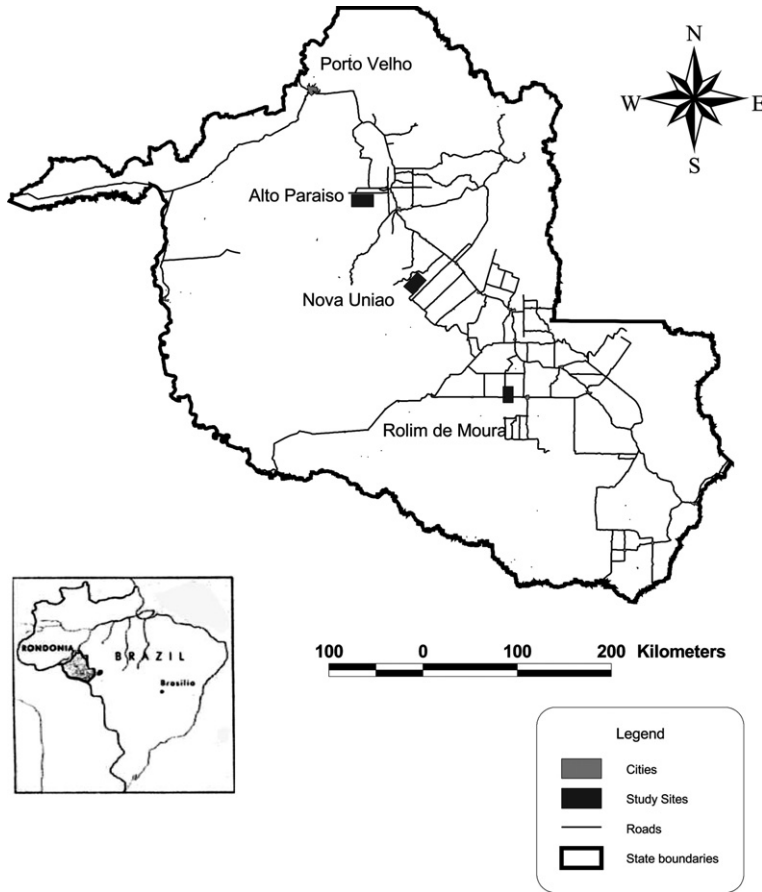 N
Porto Velho
W E
S
Alto Paraiso
Nova Uniao
Rolim de Moura
RONDONIA
BRAZIL
Brasilia
100 0 100 200 Kilometers
Legend
Cities
Study Sites
Roads
State boundaries